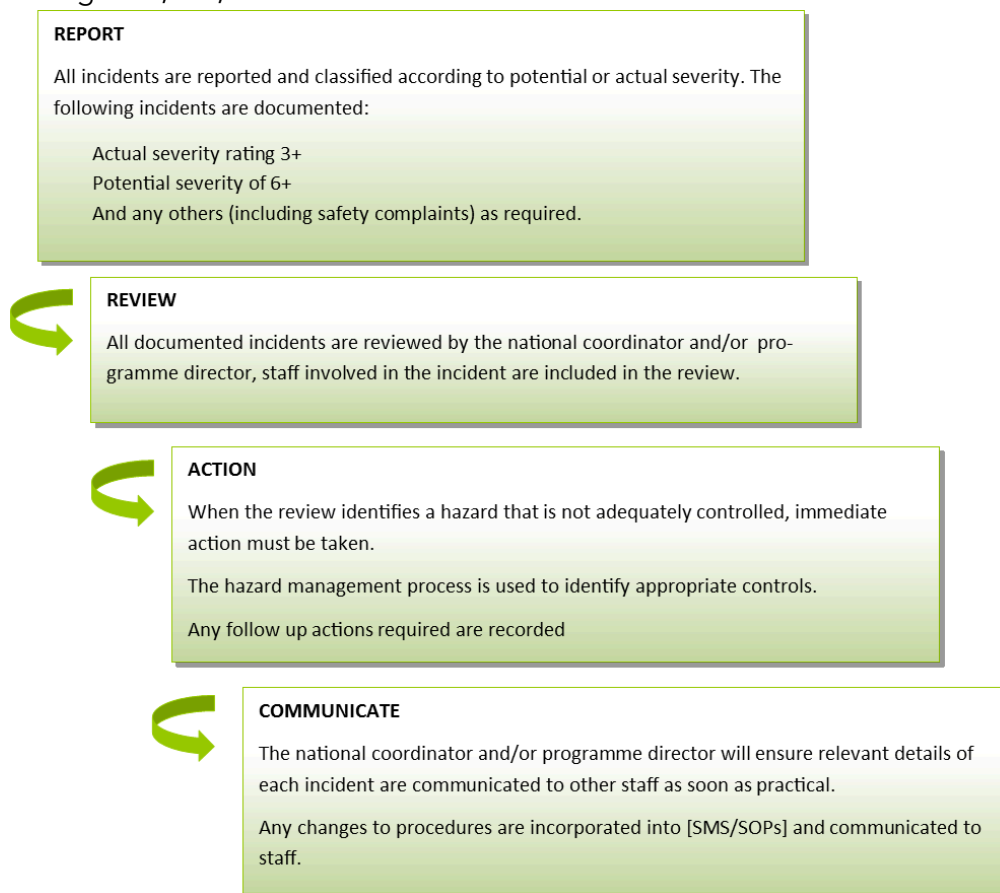 REPORT
All incidents are reported and classified according to potential or actual severity. The
following incidents are documented:
Actual severity rating 3+
Potential severity of 6+
And any others (including safety complaints) as required.
REVIEW
All documented incidents are reviewed by the national coordinator and/or pro-
gramme director, staff involved in the incident are included in the review.
ACTION
When the review identifies a hazard that is not adequately controlled, immediate
action must be taken.
The hazard management process is used to identify appropriate controls.
Any follow up actions required are recorded
COMMUNICATE
The national coordinator and/or programme director will ensure relevant details of
each incident are communicated to other staff as soon as practical.
Any changes to procedures are incorporated into [SMS/SOPs] and communicated to
staff.